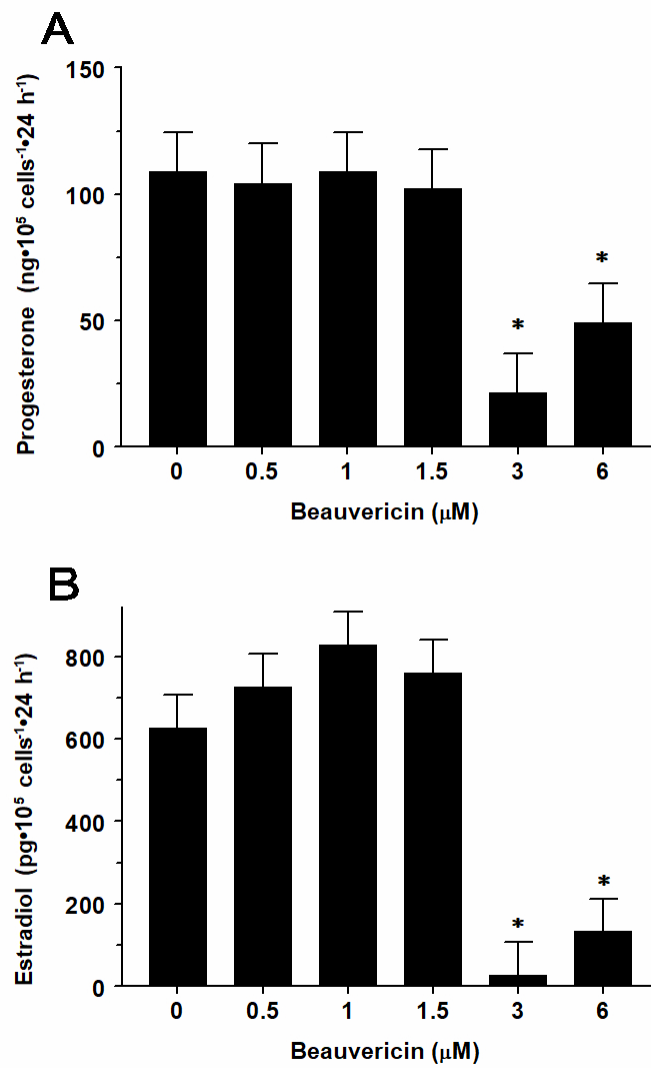 A
Progesterone (ng•10⁵ cells⁻¹•24 h⁻¹)
150
100
50
0
*
*
0 0.5 1 1.5 3 6
Beauvericin (μM)
B
Estradiol (pg•10⁵ cells⁻¹•24 h⁻¹)
800
600
400
200
0
*
*
0 0.5 1 1.5 3 6
Beauvericin (μM)